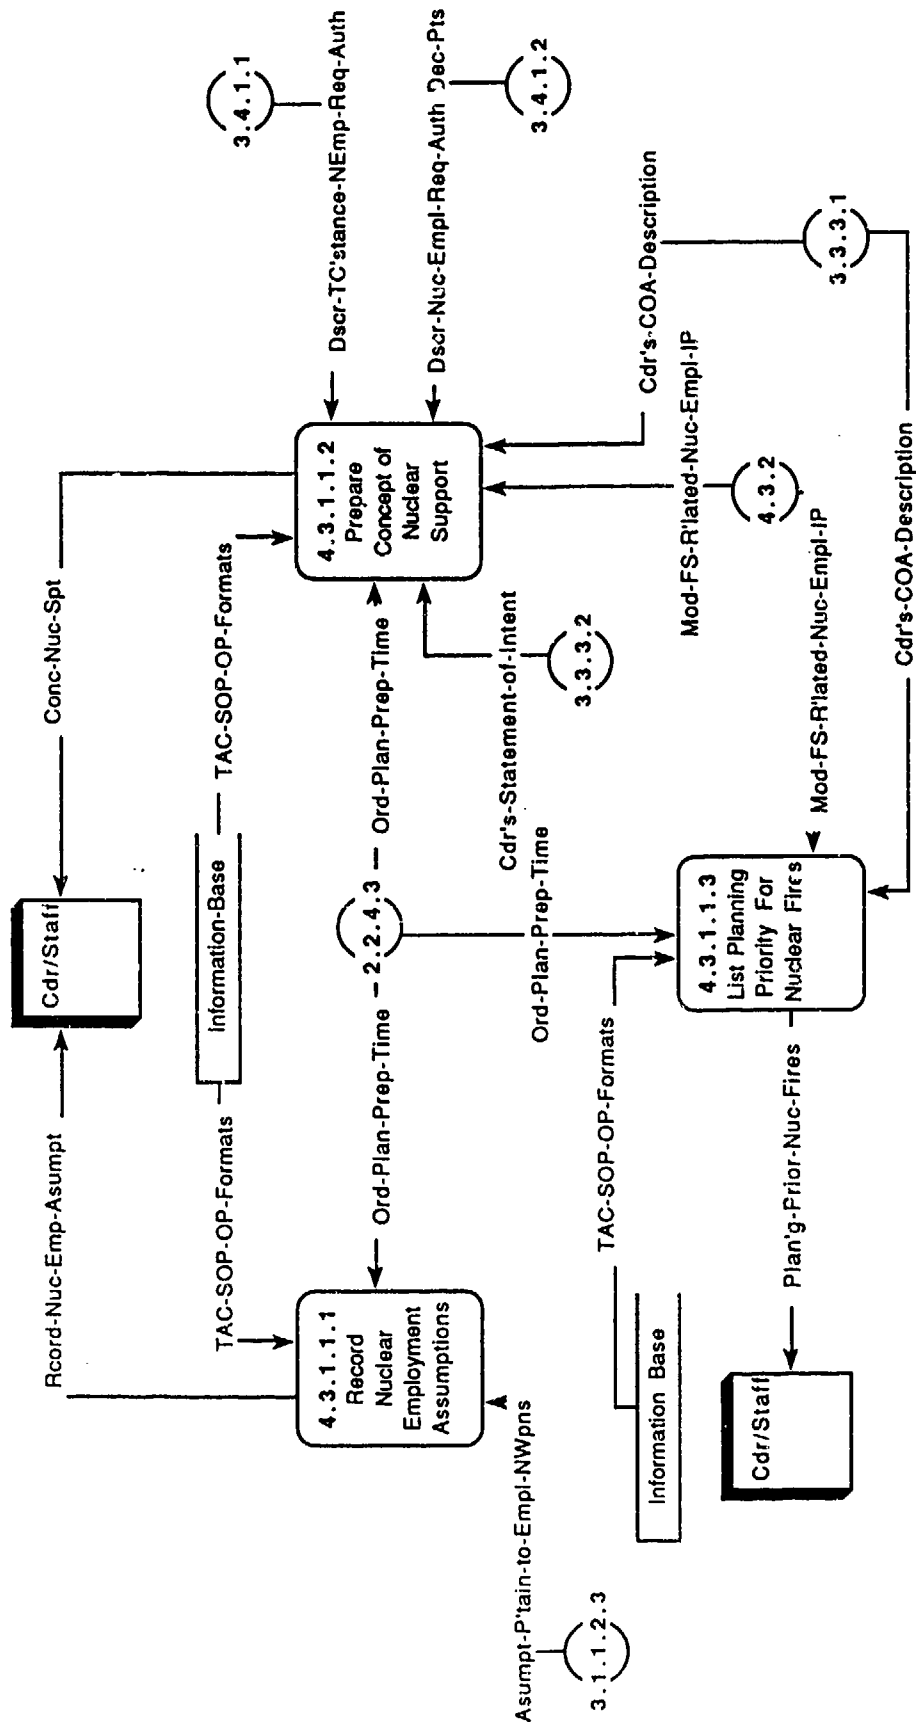 Cdr/Staff
Rcord-Nuc-Emp-Asumpt
Conc-Nuc-Spt
Information-Base
TAC-SOP-OP-Formats
TAC-SOP-OP-Formats
3.4.1.1
4.3.1.1.1
Record
Nuclear
Employment
Assumptions
Ord-Plan-Prep-Time
2.2.4.3
Ord-Plan-Prep-Time
4.3.1.1.2
Prepare
Concept of
Nuclear
Support
Dscr-TC'stance-NEmp-Req-Auth
Dscr-Nuc-Empl-Req-Auth Dec-Pts
3.4.1.2
Asumpt-P'tain-to-Empl-NWpns
3.1.1.2.3
Cdr's-Statement-of-Intent
3.3.3.2
Ord-Plan-Prep-Time
TAC-SOP-OP-Formats
Information Base
Cdr's-COA-Description
Mod-FS-R'lated-Nuc-Empl-IP
4.3.2
3.3.3.1
4.3.1.1.3
List Planning
Priority For
Nuclear Fires
Mod-FS-R'lated-Nuc-Empl-IP
Plan'g-Prior-Nuc-Fires
Cdr/Staff
Cdr's-COA-Description